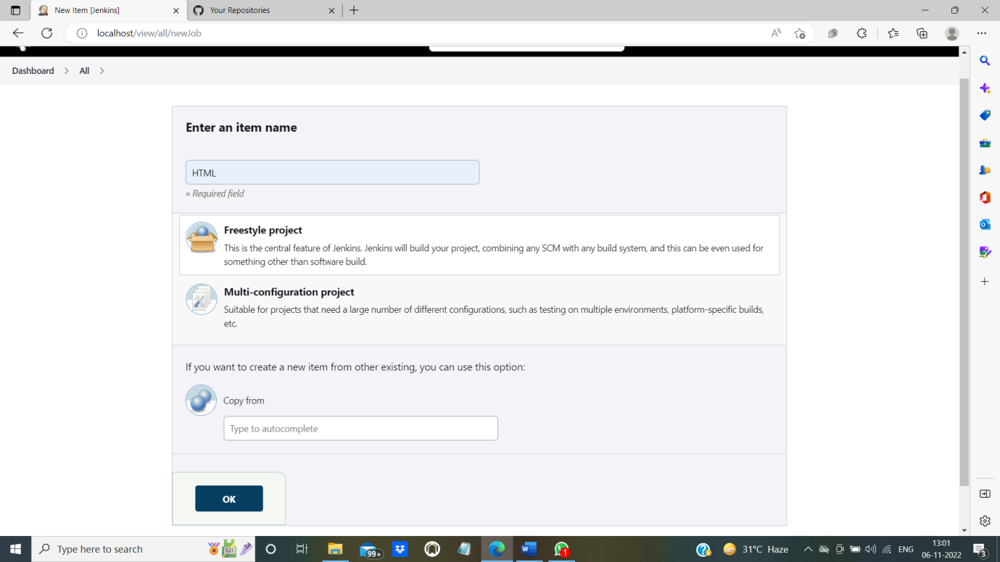 New Item [Jenkins]
Your Repositories
localhost/view/all/newJob
Dashboard
All
Enter an item name
HTML
» Required field
Freestyle project
This is the central feature of Jenkins. Jenkins will build your project, combining any SCM with any build system, and this can be even used for
something other than software build.
Multi-configuration project
Suitable for projects that need a large number of different configurations, such as testing on multiple environments, platform-specific builds,
etc.
If you want to create a new item from other existing, you can use this option:
Copy from
Type to autocomplete
OK
Type here to search
521
99+
1
31°C Haze
ENG
13:01
06-11-2022
3